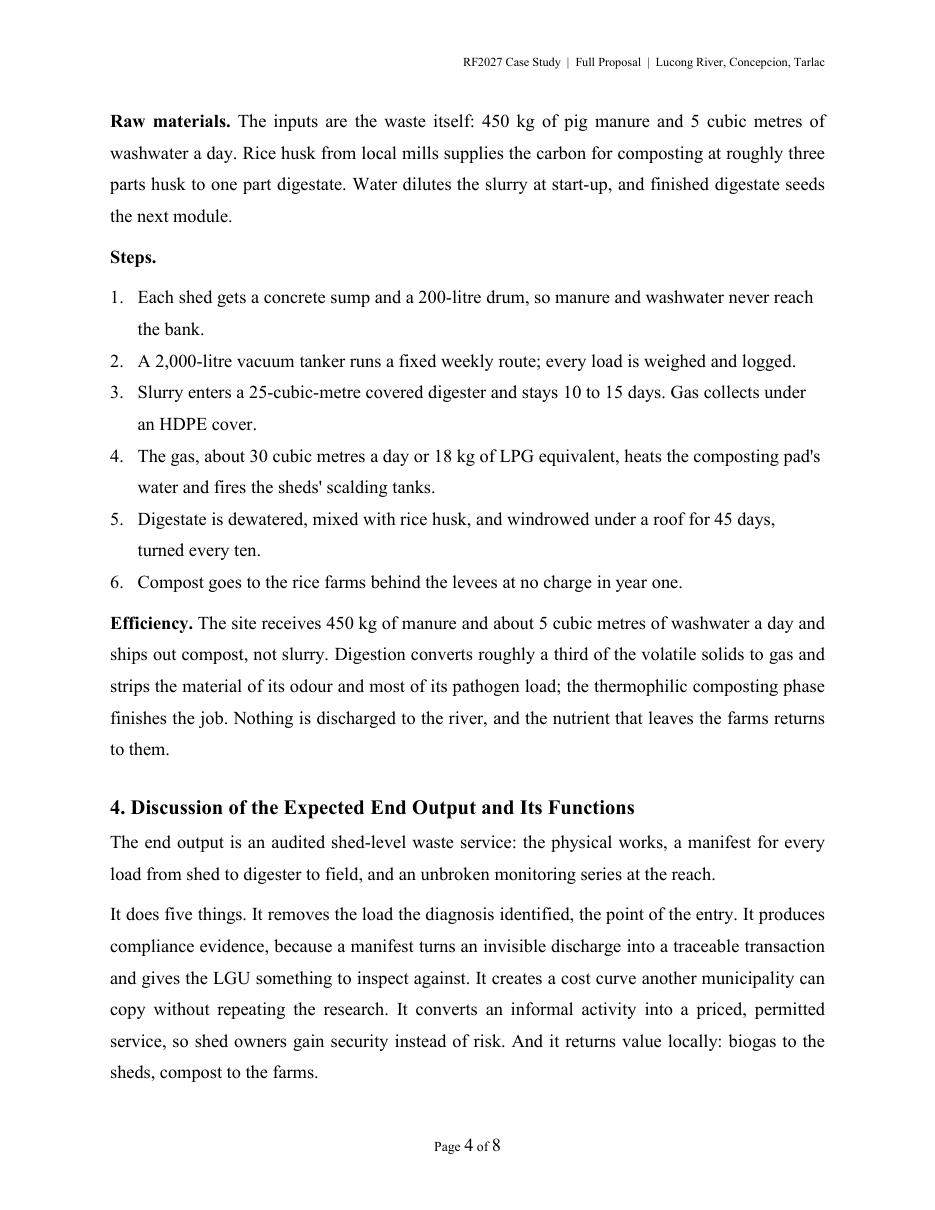 RF2027 Case Study | Full Proposal | Lucong River, Concepcion, Tarlac
Raw materials. The inputs are the waste itself: 450 kg of pig manure and 5 cubic metres of
washwater a day. Rice husk from local mills supplies the carbon for composting at roughly three
parts husk to one part digestate. Water dilutes the slurry at start-up, and finished digestate seeds
the next module.
Steps.
1. Each shed gets a concrete sump and a 200-litre drum, so manure and washwater never reach
the bank.
2. A 2,000-litre vacuum tanker runs a fixed weekly route; every load is weighed and logged.
3. Slurry enters a 25-cubic-metre covered digester and stays 10 to 15 days. Gas collects under
an HDPE cover.
4. The gas, about 30 cubic metres a day or 18 kg of LPG equivalent, heats the composting pad's
water and fires the sheds' scalding tanks.
5. Digestate is dewatered, mixed with rice husk, and windrowed under a roof for 45 days,
turned every ten.
6. Compost goes to the rice farms behind the levees at no charge in year one.
Efficiency. The site receives 450 kg of manure and about 5 cubic metres of washwater a day and
ships out compost, not slurry. Digestion converts roughly a third of the volatile solids to gas and
strips the material of its odour and most of its pathogen load; the thermophilic composting phase
finishes the job. Nothing is discharged to the river, and the nutrient that leaves the farms returns
to them.
4. Discussion of the Expected End Output and Its Functions
The end output is an audited shed-level waste service: the physical works, a manifest for every
load from shed to digester to field, and an unbroken monitoring series at the reach.
It does five things. It removes the load the diagnosis identified, the point of the entry. It produces
compliance evidence, because a manifest turns an invisible discharge into a traceable transaction
and gives the LGU something to inspect against. It creates a cost curve another municipality can
copy without repeating the research. It converts an informal activity into a priced, permitted
service, so shed owners gain security instead of risk. And it returns value locally: biogas to the
sheds, compost to the farms.
Page 4 of 8